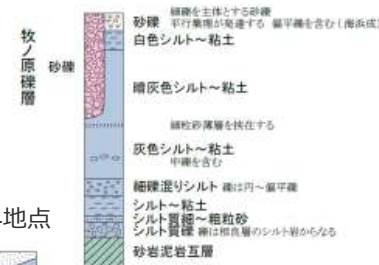 牧ノ原礫層
砂礫
砂礫
細礫を主体とする砂礫
平行葉理が発達する 偏平礫を含む(海浜成)
白色シルト~粘土
暗灰色シルト~粘土
細粒砂薄層を挟在する
灰色シルト~粘土
中礫を含む
細礫混りシルト 礫は円~偏平礫
シルト~粘土
シルト質細~粗粒砂
シルト質礫 礫は相良層のシルト岩からなる
砂岩泥岩互層
地点